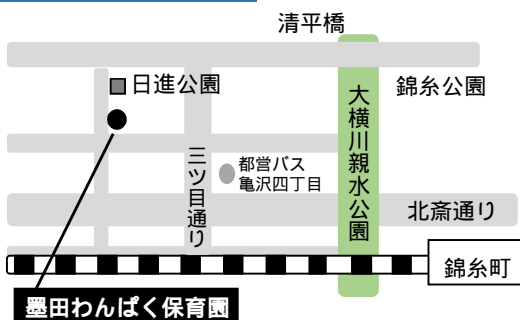 清平橋
日進公園
錦糸公園
大横川親水公園
三ツ目通り
都営バス
亀沢四丁目
北斎通り
錦糸町
墨田わんぱく保育園